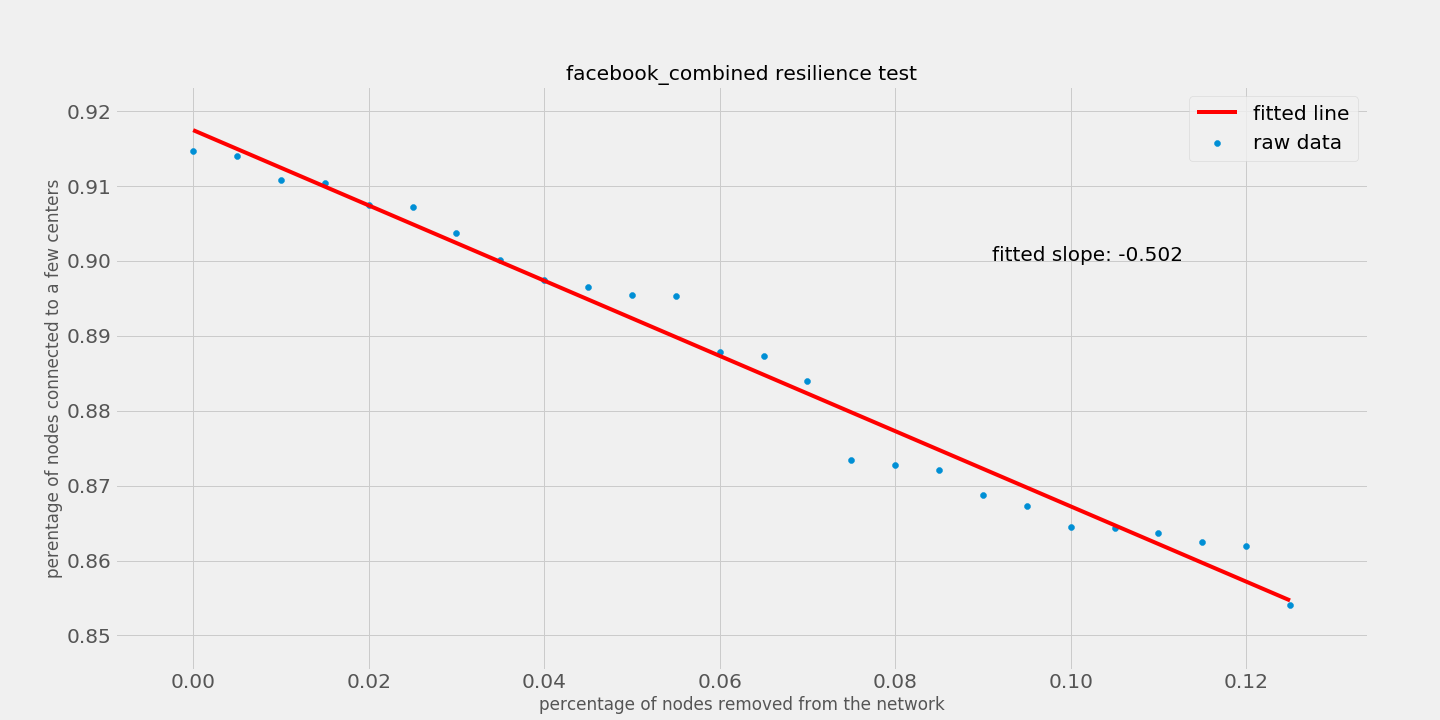 facebook_combined resilience test
fitted line
raw data
fitted slope: -0.502
perentage of nodes connected to a few centers
0.92
0.91
0.90
0.89
0.88
0.87
0.86
0.85
0.00 0.02 0.04 0.06 0.08 0.10 0.12
percentage of nodes removed from the network